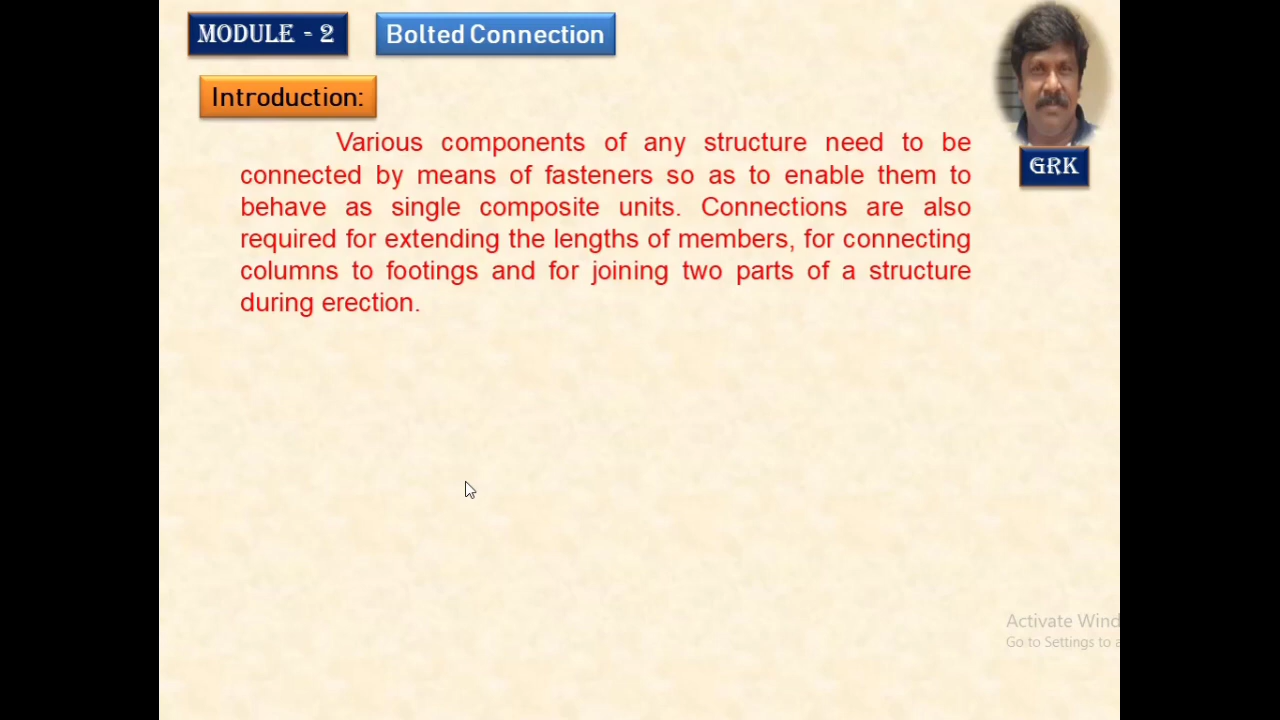 MODULE - 2
Bolted Connection
GRK
Introduction:
Various components of any structure need to be
connected by means of fasteners so as to enable them to
behave as single composite units. Connections are also
required for extending the lengths of members, for connecting
columns to footings and for joining two parts of a structure
during erection.
Activate Wind
Go to Settings to a